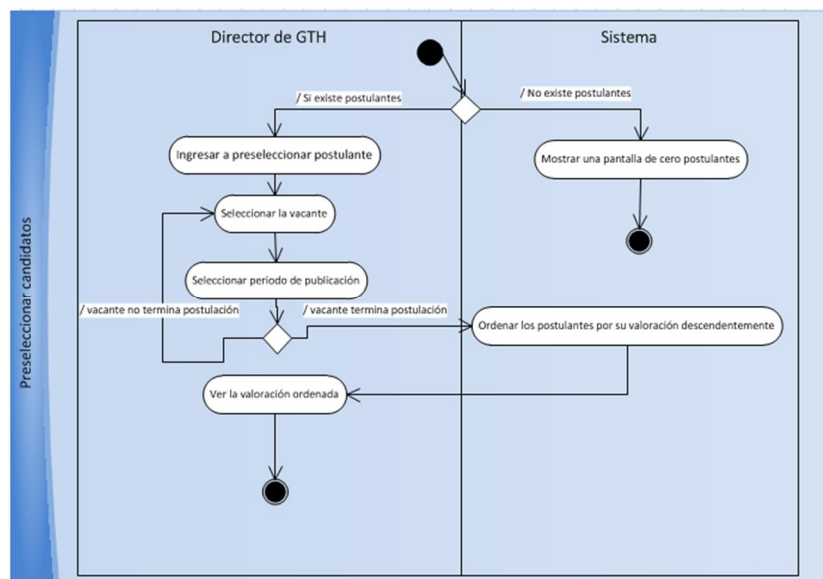 Preseleccionar candidatos
Director de GTH
Sistema
/ Si existe postulantes
/ No existe postulantes
Ingresar a preseleccionar postulante
Mostrar una pantalla de cero postulantes
Seleccionar la vacante
Seleccionar periodo de publicación
/ vacante no termina postulación
/ vacante termina postulación
Ordenar los postulantes por su valoración descendentemente
Ver la valoración ordenada